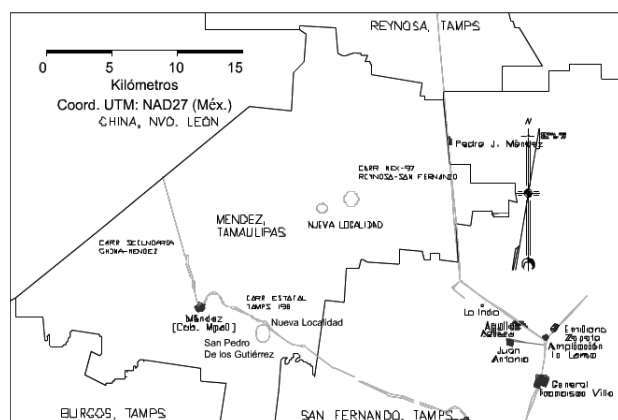 REYNOSA, TAMPS
0 5 10 15
Kilómetros
Coord. UTM: NAD27 (Méx.)
CHINA, NVO. LEÓN
N
Pedro J. Méndez
CARR MEX-97
REYNOSA-SAN FERNANDO
NUEVA LOCALIDAD
MENDEZ,
TAMAULIPAS
CARR SECUNDARIA
CHINA-MENDEZ
CARR ESTATAL
TAMPS 198
Méndez
(Cab. Mpal)
Nueva Localidad
San Pedro
De los Gutiérrez
La India
Emiliano
Zapata
Juan
Antonio
Ampliación
la Loma
General
Francisco Villa
BURGOS, TAMPS
SAN FERNANDO, TAMPS